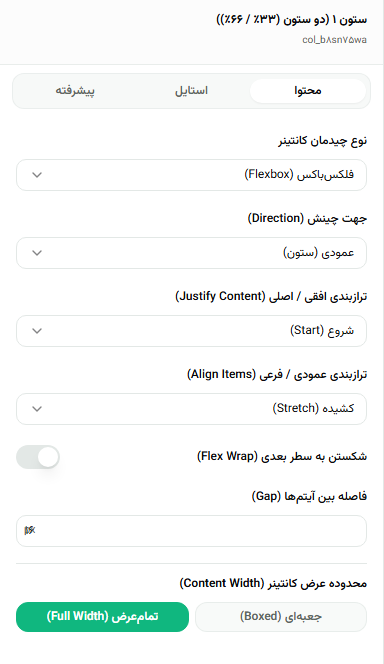 ستون ۱ (دو ستون (۳۳٪ / ۶۶٪))
col_b۸sn۷۵wa
محتوا
استایل
پیشرفته
نوع چیدمان کانتینر
فلکس‌باکس (Flexbox)
جهت چینش (Direction)
عمودی (ستون)
ترازبندی افقی / اصلی (Justify Content)
شروع (Start)
ترازبندی عمودی / فرعی (Align Items)
کشیده (Stretch)
شکستن به سطر بعدی (Flex Wrap)
فاصله بین آیتم‌ها (Gap)
محدوده عرض کانتینر (Content Width)
جعبه‌ای (Boxed)
تمام‌عرض (Full Width)